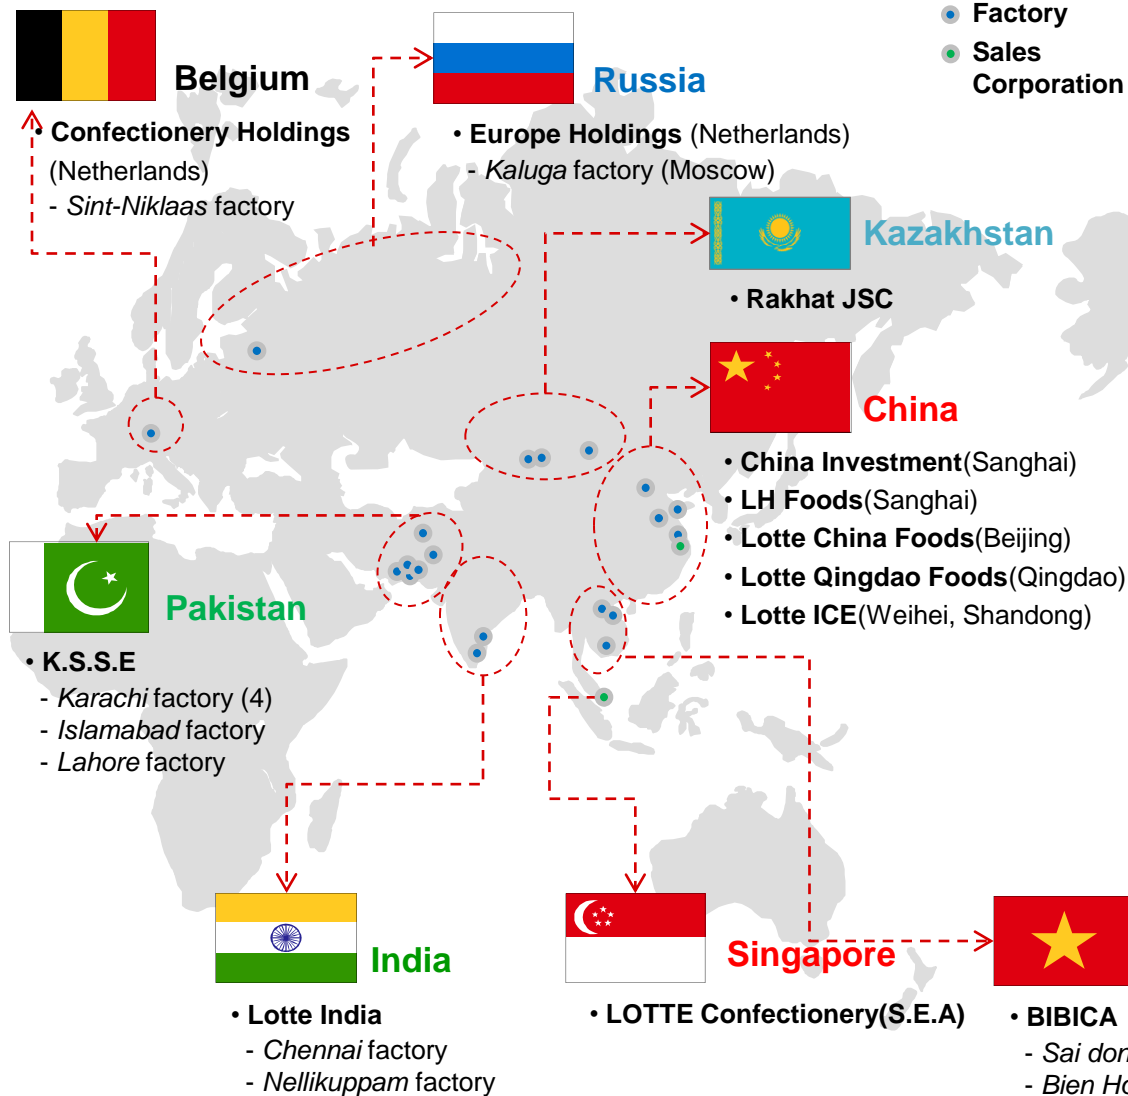 Factory
Sales
Corporation
Belgium
• Confectionery Holdings
(Netherlands)
- Sint-Niklaas factory
Russia
• Europe Holdings (Netherlands)
- Kaluga factory (Moscow)
Kazakhstan
• Rakhat JSC
China
• China Investment(Sanghai)
• LH Foods(Sanghai)
• Lotte China Foods(Beijing)
• Lotte Qingdao Foods(Qingdao)
• Lotte ICE(Weihei, Shandong)
Pakistan
• K.S.S.E
- Karachi factory (4)
- Islamabad factory
- Lahore factory
India
• Lotte India
- Chennai factory
- Nellikuppam factory
Singapore
• LOTTE Confectionery(S.E.A)
• BIBICA
- Sai
- Bien